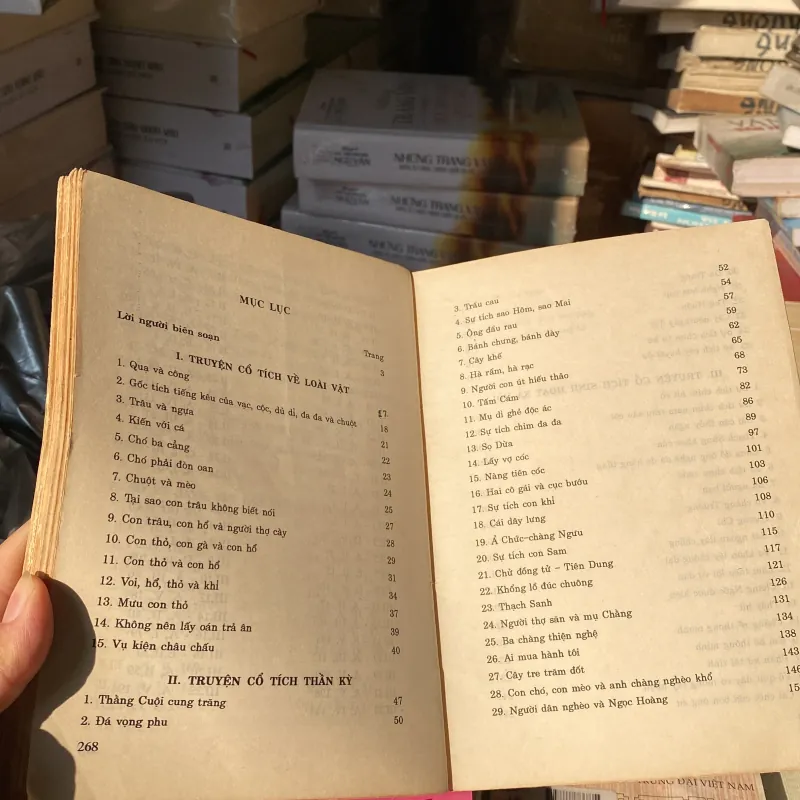 MỤC LỤC
Trang
Lời người biên soạn 3
I. TRUYỆN CỔ TÍCH VỀ LOÀI VẬT
1. Quạ và công 17
2. Gốc tích tiếng kêu của vạc, cộc, dủ dỉ, đa đa và chuột 18
3. Trâu và ngựa 21
4. Kiến với cá 22
5. Chó ba cẳng 23
6. Chó phải đòn oan 24
7. Chuột và mèo 25
8. Tại sao con trâu không biết nói 27
9. Con trâu, con hổ và người thợ cày 28
10. Con thỏ, con gà và con hổ 29
11. Con thỏ và con hổ 31
12. Voi, hổ, thỏ và khỉ 34
13. Mưu con thỏ 37
14. Không nên lấy oán trả ân 39
15. Vụ kiện châu chấu 40
II. TRUYỆN CỔ TÍCH THẦN KỲ
1. Thằng Cuội cung trăng 47
2. Đá vọng phu 50
268
3. Trầu cau 52
4. Sự tích sao Hôm, sao Mai 54
5. Ông đầu rau 57
6. Bánh chưng, bánh dày 59
7. Cây khế 62
8. Hà rầm, hà rạc 65
9. Người con út hiếu thảo 68
10. Tấm Cám 73
11. Mụ dì ghẻ độc ác 82
12. Sự tích chim đa đa 86
13. Sọ Dừa 89
14. Lấy vợ cóc 97
15. Nàng tiên cóc 101
16. Hai cô gái và cục bướu 103
17. Sự tích con khỉ 106
18. Cái dây lưng 108
19. Ả Chức-chàng Ngưu 110
20. Sự tích con Sam 115
21. Chử đồng tử - Tiên Dung 117
22. Khổng lồ đúc chuông 121
23. Thạch Sanh 126
24. Người thợ săn và mụ Chằng 131
25. Ba chàng thiện nghệ 134
26. Ai mua hành tôi 138
27. Cây tre trăm đốt 143
28. Con chó, con mèo và anh chàng nghèo khổ 146
29. Người dân nghèo và Ngọc Hoàng 15
NHỮNG TRANG V
NHỮNG TRANG V
TRUNG ĐẠI VIỆT NAM